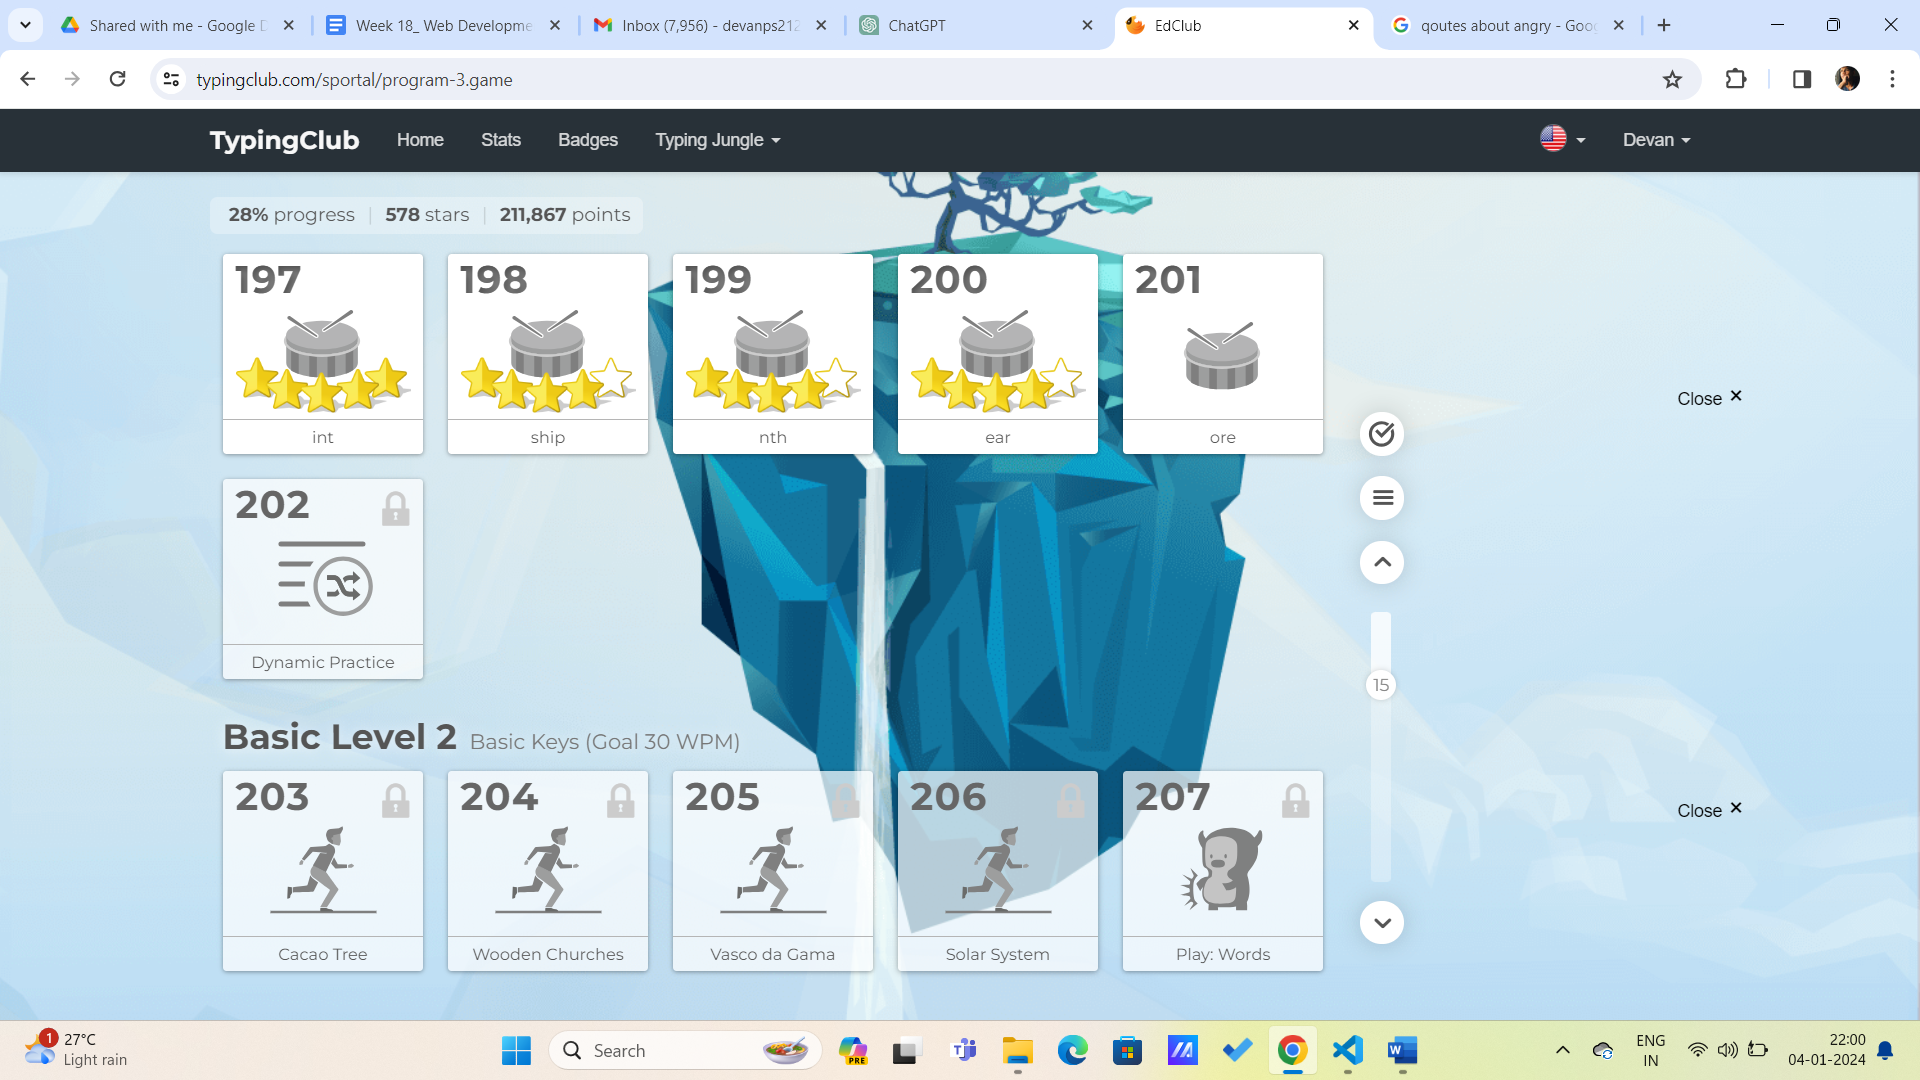 Shared with me - Google D
Week 18_ Web Developme
Inbox (7,956) - devanps212
ChatGPT
EdClub
qoutes about angry - Goog
typingclub.com/sportal/program-3.game
TypingClub Home Stats Badges Typing Jungle Devan
28% progress 578 stars 211,867 points
197 198 199 200 201
int ship nth ear ore
Close
202
Dynamic Practice
15
Basic Level 2 Basic Keys (Goal 30 WPM)
203 204 205 206 207
Close
Cacao Tree Wooden Churches Vasco da Gama Solar System Play: Words
1
27°C
Light rain
Search
PRE
ENG
IN
22:00
04-01-2024